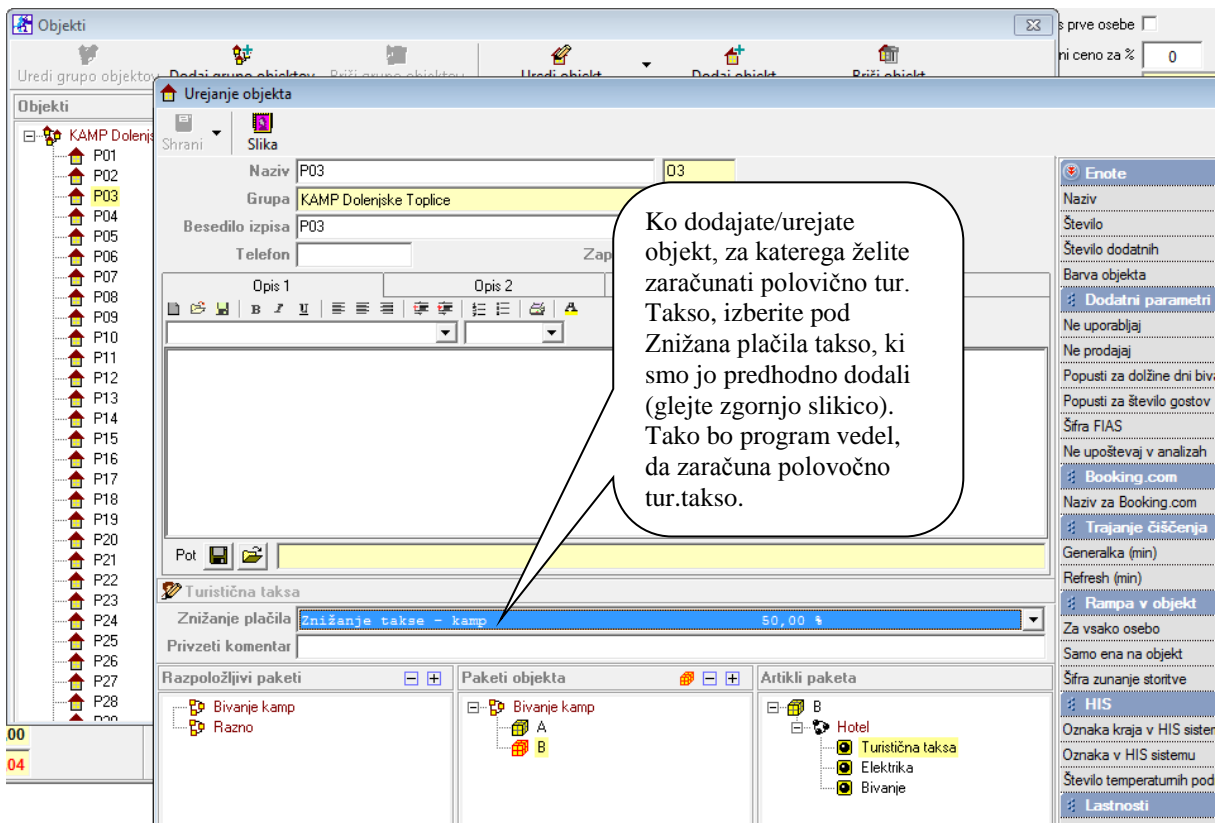 Objekti
s prve osebe
ni ceno za % 0
Uredi grupo objektov Dodaj grupo objektov Briši grupo objektov Uredi objekt Dodaj objekt Briši objekt
Objekti
KAMP Dolenjs
P01
P02
P03
P04
P05
P06
P07
P08
P09
P10
P11
P12
P13
P14
P15
P16
P17
P18
P19
P20
P21
P22
P23
P24
P25
P26
P27
P28
P29
,00
,04
Urejanje objekta
Shrani Slika
Naziv P03 03
Grupa KAMP Dolenjske Toplice
Besedilo izpisa P03
Telefon Zap
Opis 1 Opis 2
B I U A
Ko dodajate/urejate
objekt, za katerega želite
zaračunati polovično tur.
Takso, izberite pod
Znižana plačila takso, ki
smo jo predhodno dodali
(glejte zgornjo slikico).
Tako bo program vedel,
da zaračuna polovočno
tur.takso.
Pot
Turistična taksa
Znižanje plačila Znižanje takse - kamp 50,00 %
Privzeti komentar
Razpoložljivi paketi
Bivanje kamp
Razno
Paketi objekta
Bivanje kamp
A
B
Artikli paketa
B
Hotel
Turistična taksa
Elektrika
Bivanje
Enote
Naziv
Število
Število dodatnih
Barva objekta
Dodatni parametri
Ne uporabljaj
Ne prodajaj
Popusti za dolžine dni biva
Popusti za število gostov
Šifra FIAS
Ne upoštevaj v analizah
Booking.com
Naziv za Booking.com
Trajanje čiščenja
Generalka (min)
Refresh (min)
Rampa v objekt
Za vsako osebo
Samo ena na objekt
Šifra zunanje storitve
HIS
Oznaka kraja v HIS sister
Oznaka v HIS sistemu
Število temperaturnih pod
Lastnosti